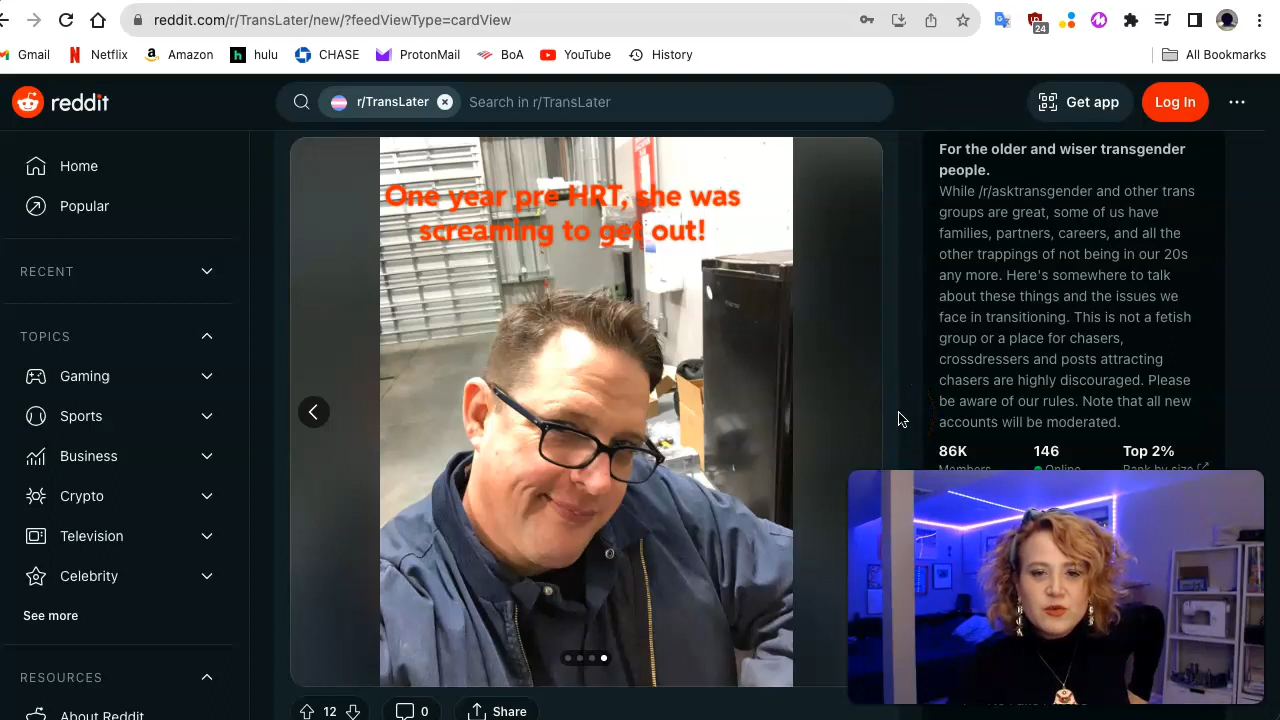 reddit.com/r/TransLater/new/?feedViewType=cardView
24
Gmail
Netflix
Amazon
hulu
CHASE
ProtonMail
BoA
YouTube
History
All Bookmarks
reddit
r/TransLater
Search in r/TransLater
Get app
Log In
Home
Popular
RECENT
TOPICS
Gaming
Sports
Business
Crypto
Television
Celebrity
See more
RESOURCES
About Reddit
One year pre HRT, she was
screaming to get out!
12
0
Share
For the older and wiser transgender
people.
While /r/asktransgender and other trans
groups are great, some of us have
families, partners, careers, and all the
other trappings of not being in our 20s
any more. Here's somewhere to talk
about these things and the issues we
face in transitioning. This is not a fetish
group or a place for chasers,
crossdressers and posts attracting
chasers are highly discouraged. Please
be aware of our rules. Note that all new
accounts will be moderated.
86K
146
Top 2%
Members
Online
Rank by size